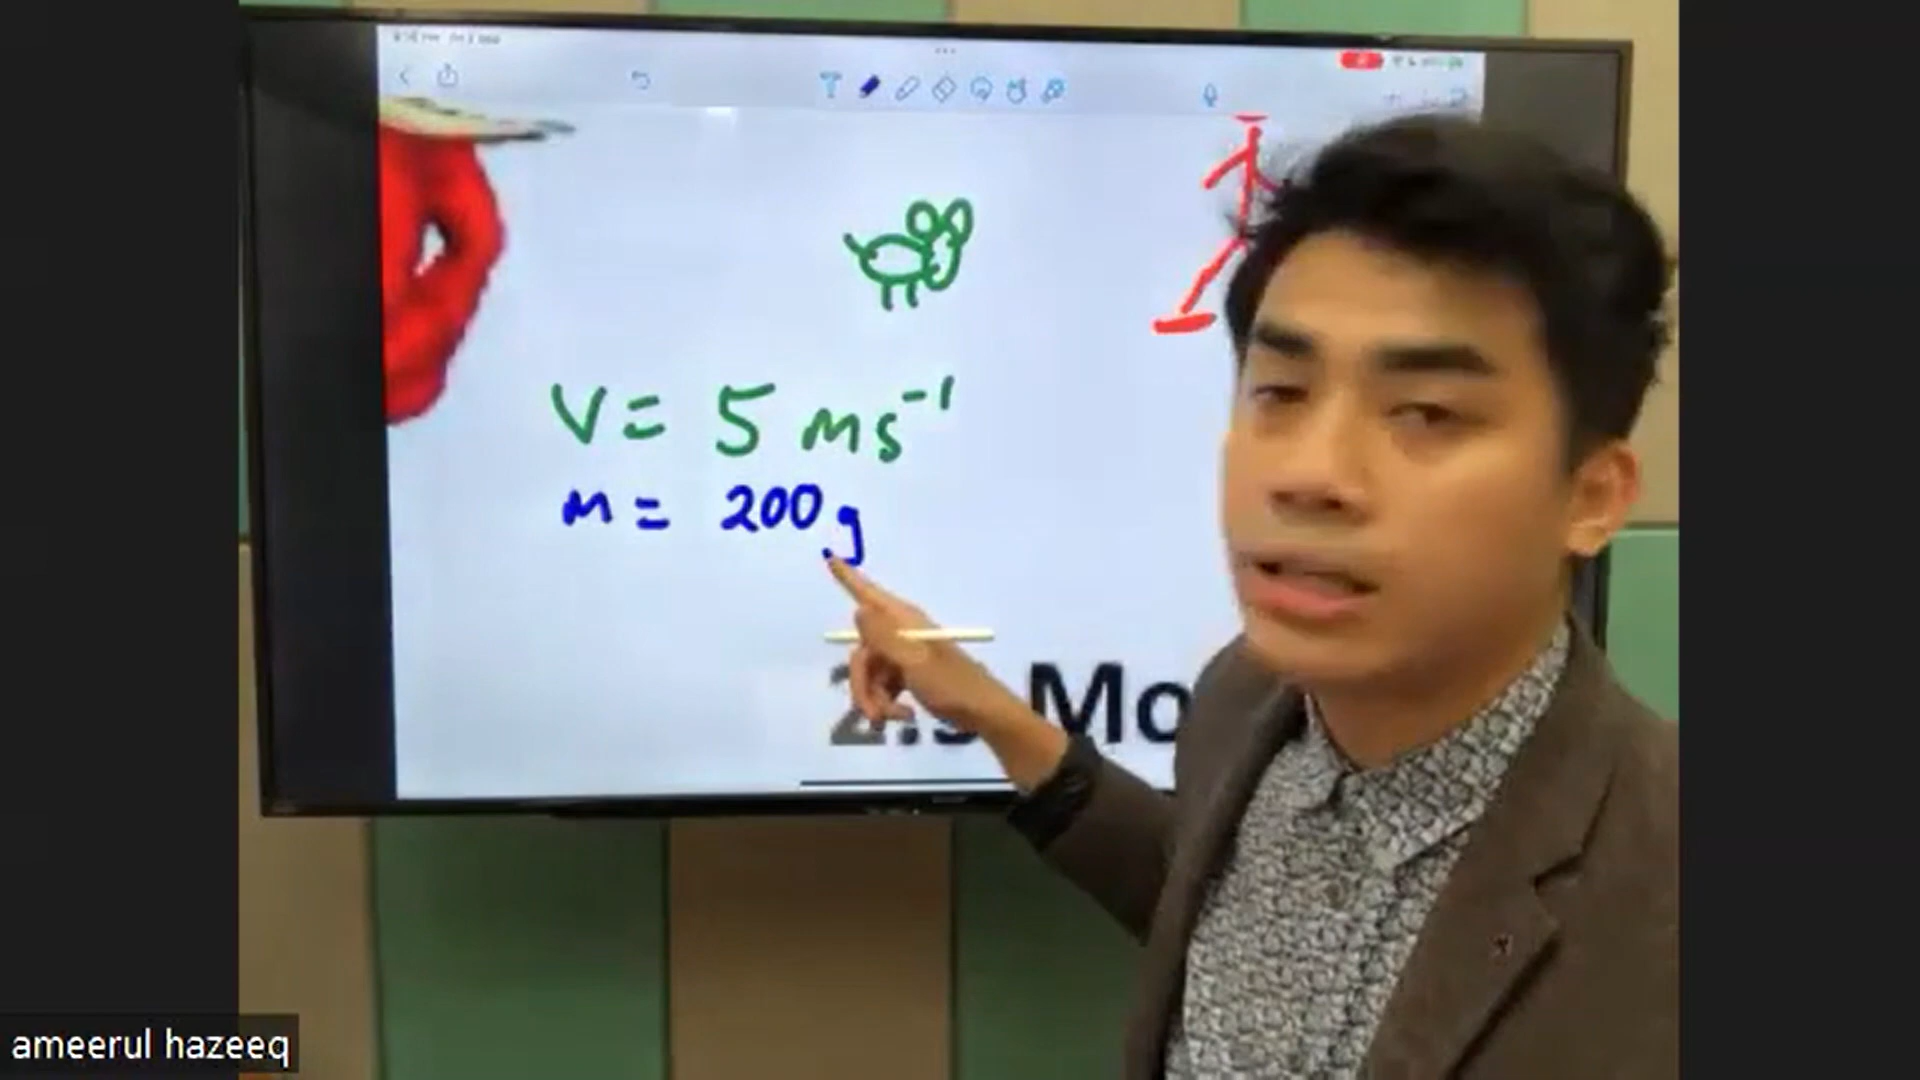 V = 5 ms⁻¹
m = 200g
Mo
ameerul hazeeq